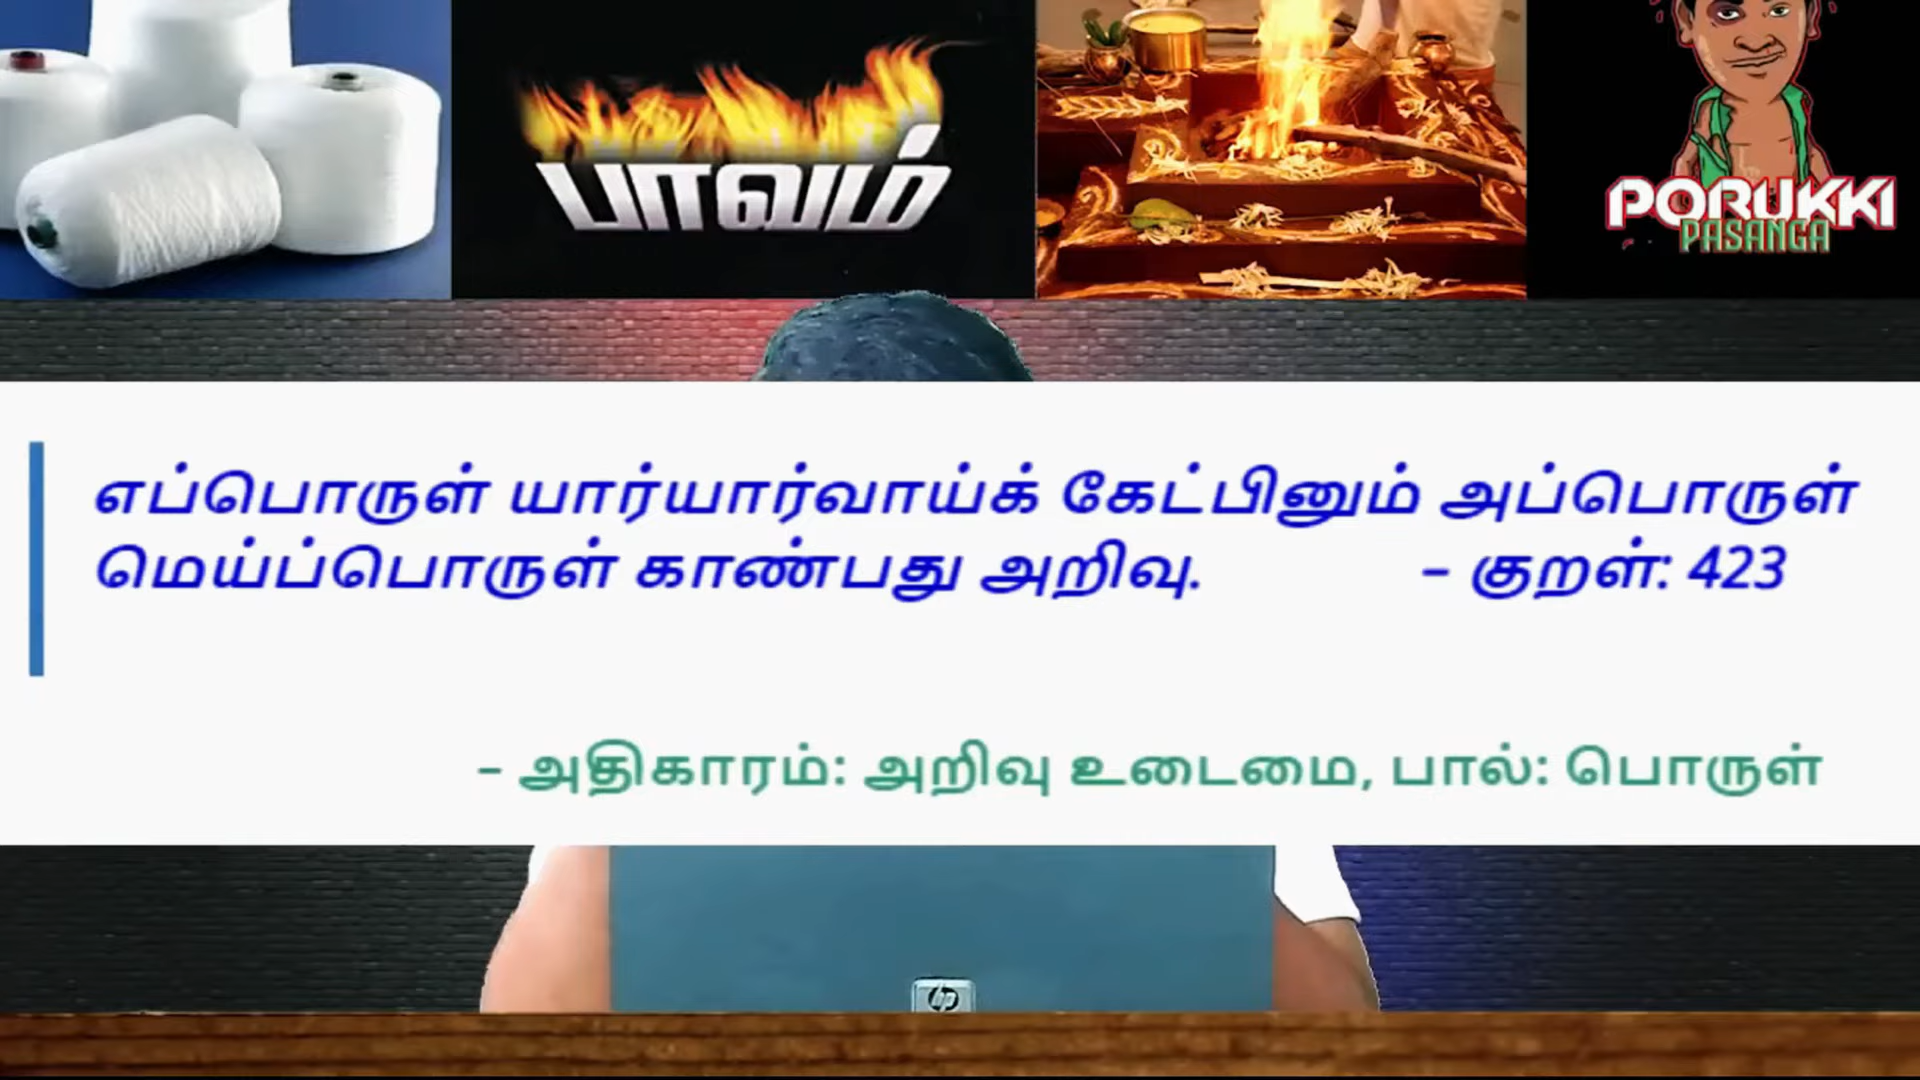 பாவம்
PORUKKI
PASANGA
எப்பொருள் யார்யார்வாய்க் கேட்பினும் அப்பொருள்
மெய்ப்பொருள் காண்பது அறிவு. – குறள்: 423
– அதிகாரம்: அறிவு உடைமை, பால்: பொருள்
hp